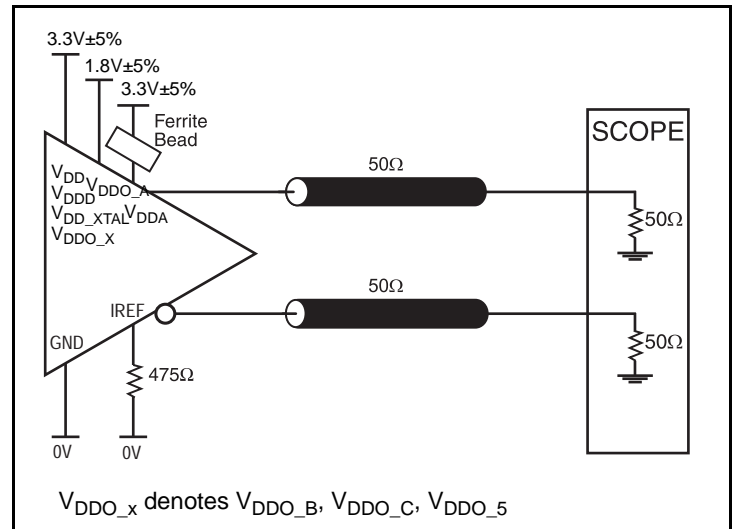 3.3V±5%
1.8V±5%
3.3V±5%
Ferrite
Bead
SCOPE
50Ω
VDD
VDDO_A
VDDD
VDD_XTAL
VDDA
VDDO_X
50Ω
50Ω
IREF
GND
50Ω
475Ω
0V
0V
VDDO_x denotes VDDO_B, VDDO_C, VDDO_5